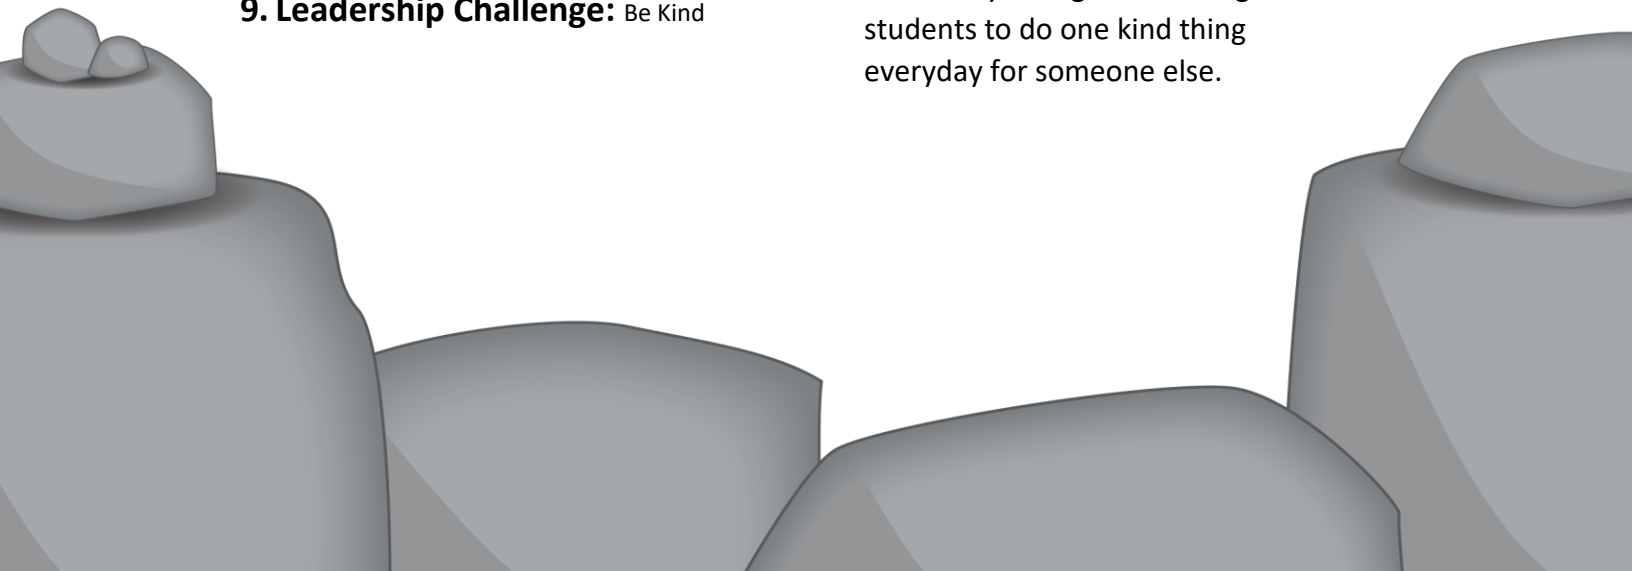 9. Leadership Challenge: Be Kind
students to do one kind thing
everyday for someone else.